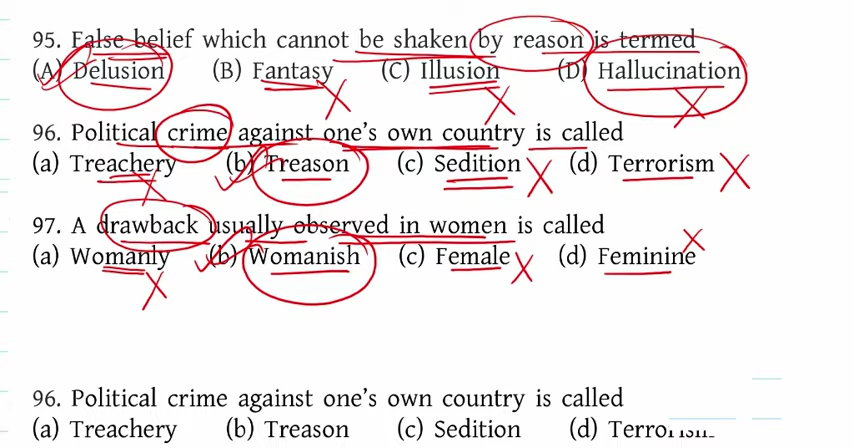 95. False belief which cannot be shaken by reason is termed
(A) Delusion (B) Fantasy (C) Illusion (D) Hallucination
96. Political crime against one's own country is called
(a) Treachery (b) Treason (c) Sedition (d) Terrorism
97. A drawback usually observed in women is called
(a) Womanly (b) Womanish (c) Female (d) Feminine
96. Political crime against one's own country is called
(a) Treachery (b) Treason (c) Sedition (d)